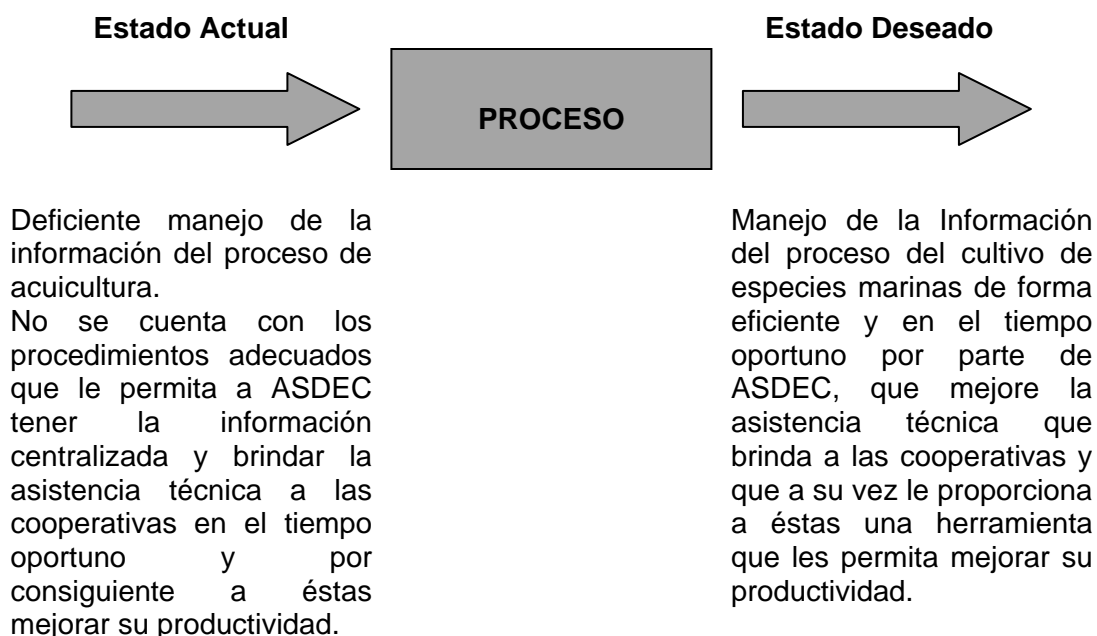 Estado Actual
Estado Deseado
PROCESO
Deficiente manejo de la
información del proceso de
acuicultura.
No se cuenta con los
procedimientos adecuados
que le permita a ASDEC
tener la información
centralizada y brindar la
asistencia técnica a las
cooperativas en el tiempo
oportuno y por
consiguiente a éstas
mejorar su productividad.
Manejo de la Información
del proceso del cultivo de
especies marinas de forma
eficiente y en el tiempo
oportuno por parte de
ASDEC, que mejore la
asistencia técnica que
brinda a las cooperativas y
que a su vez le proporciona
a éstas una herramienta
que les permita mejorar su
productividad.